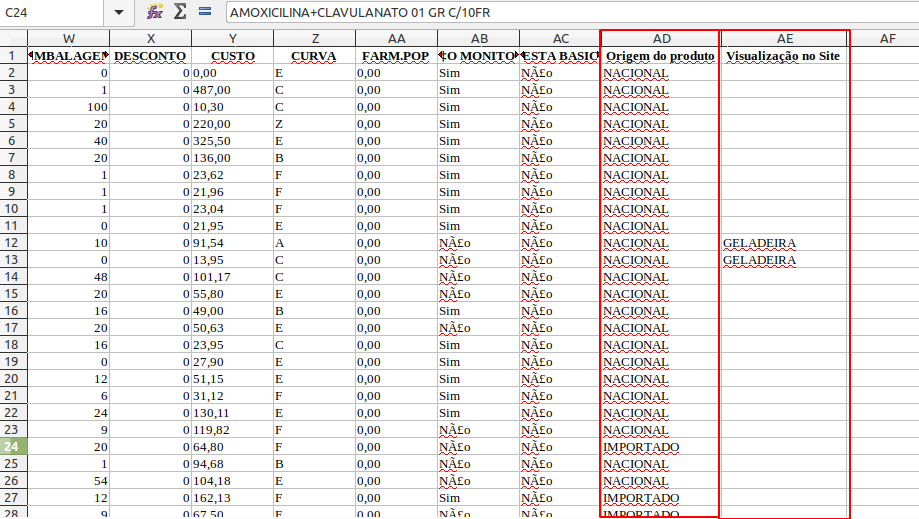 C24 AMOXICILINA+CLAVULANATO 01 GR C/10FR
W X Y Z AA AB AC AD AE AF
1 MBALAGE DESCONTO CUSTO CURVA FARM.POP ÇO MONITO ESTA BASIC Origem do produto Visualização no Site
2 0 0 0,00 E 0,00 Sim NÃ£o NACIONAL
3 1 0 487,00 C 0,00 Sim NÃ£o NACIONAL
4 100 0 10,30 C 0,00 Sim NÃ£o NACIONAL
5 20 0 220,00 Z 0,00 Sim NÃ£o NACIONAL
6 40 0 325,50 E 0,00 Sim NÃ£o NACIONAL
7 20 0 136,00 B 0,00 Sim NÃ£o NACIONAL
8 1 0 23,62 F 0,00 Sim NÃ£o NACIONAL
9 1 0 21,96 F 0,00 Sim NÃ£o NACIONAL
10 1 0 23,04 F 0,00 Sim NÃ£o NACIONAL
11 0 0 21,95 E 0,00 Sim NÃ£o NACIONAL
12 10 0 91,54 A 0,00 NÃ£o NÃ£o NACIONAL GELADEIRA
13 0 0 13,95 C 0,00 NÃ£o NÃ£o NACIONAL GELADEIRA
14 48 0 101,17 C 0,00 NÃ£o NÃ£o NACIONAL
15 20 0 55,80 E 0,00 NÃ£o NÃ£o NACIONAL
16 16 0 49,00 B 0,00 Sim NÃ£o NACIONAL
17 20 0 50,63 E 0,00 NÃ£o NÃ£o NACIONAL
18 16 0 23,95 C 0,00 Sim NÃ£o NACIONAL
19 0 0 27,90 E 0,00 Sim NÃ£o NACIONAL
20 12 0 51,15 E 0,00 Sim NÃ£o NACIONAL
21 6 0 31,12 F 0,00 Sim NÃ£o NACIONAL
22 24 0 130,11 E 0,00 Sim NÃ£o NACIONAL
23 9 0 119,82 F 0,00 NÃ£o NÃ£o NACIONAL
24 20 0 64,80 F 0,00 NÃ£o NÃ£o IMPORTADO
25 1 0 94,68 B 0,00 NÃ£o NÃ£o NACIONAL
26 54 0 104,18 E 0,00 NÃ£o NÃ£o NACIONAL
27 12 0 162,13 F 0,00 Sim NÃ£o IMPORTADO
28 9 0 67,50 E 0,00 NÃ£o NÃ£o IMPORTADO